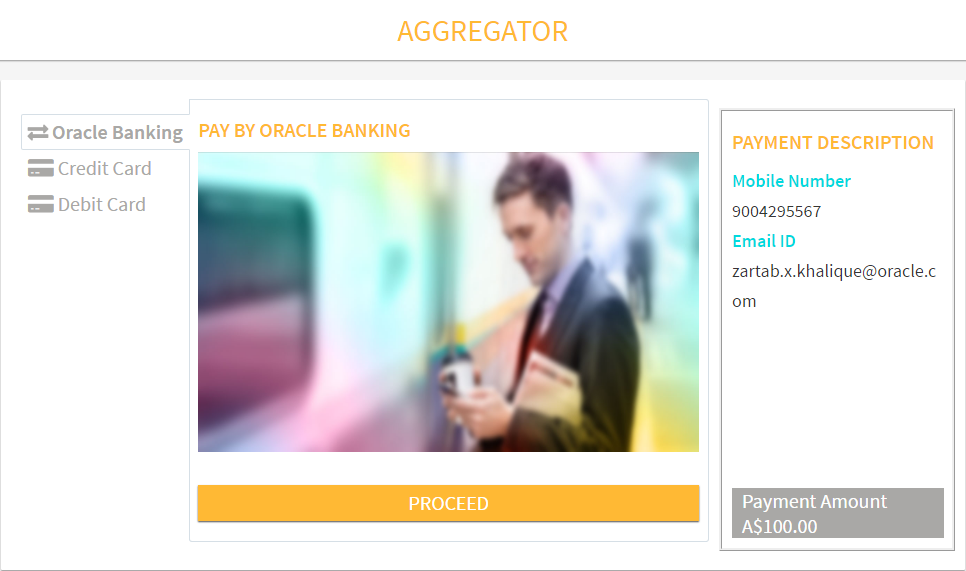 AGGREGATOR
Oracle Banking
Credit Card
Debit Card
PAY BY ORACLE BANKING
PROCEED
PAYMENT DESCRIPTION
Mobile Number
9004295567
Email ID
zartab.x.khalique@oracle.c
om
Payment Amount
A$100.00